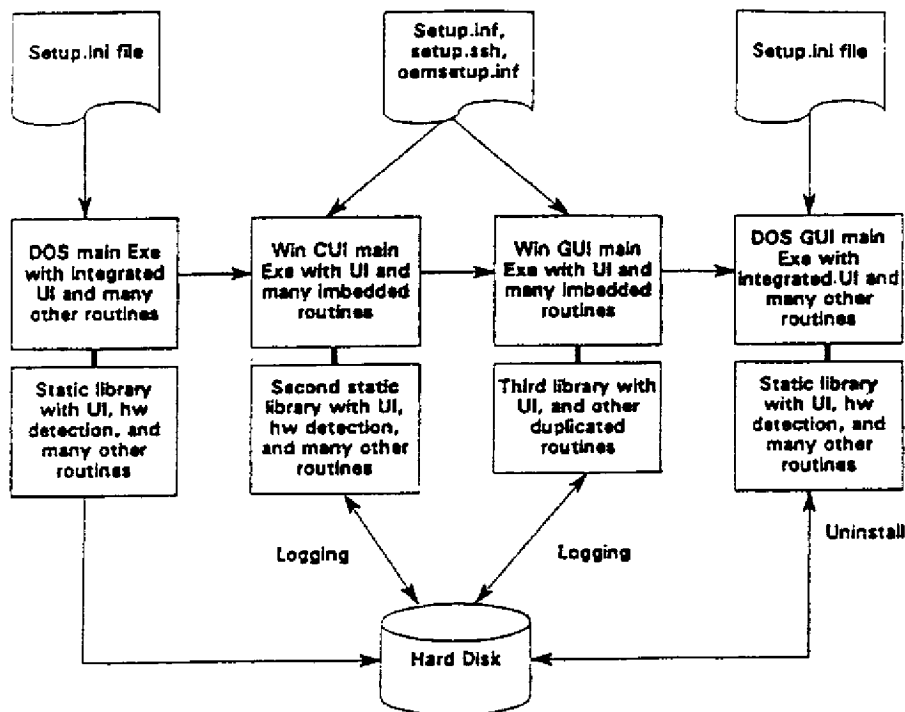 Setup.ini file
Setup.inf,
setup.ssh,
oemsetup.inf
Setup.ini file
DOS main Exe
with integrated
UI and many
other routines
Win CUI main
Exe with UI and
many imbedded
routines
Win GUI main
Exe with UI and
many imbedded
routines
DOS GUI main
Exe with
integrated.UI and
many other
routines
Static library
with UI, hw
detection, and
many other
routines
Second static
library with UI,
hw detection,
and many other
routines
Third library with
UI, and other
duplicated
routines
Static library
with UI, hw
detection, and
many other
routines
Logging
Logging
Uninstall
Hard Disk